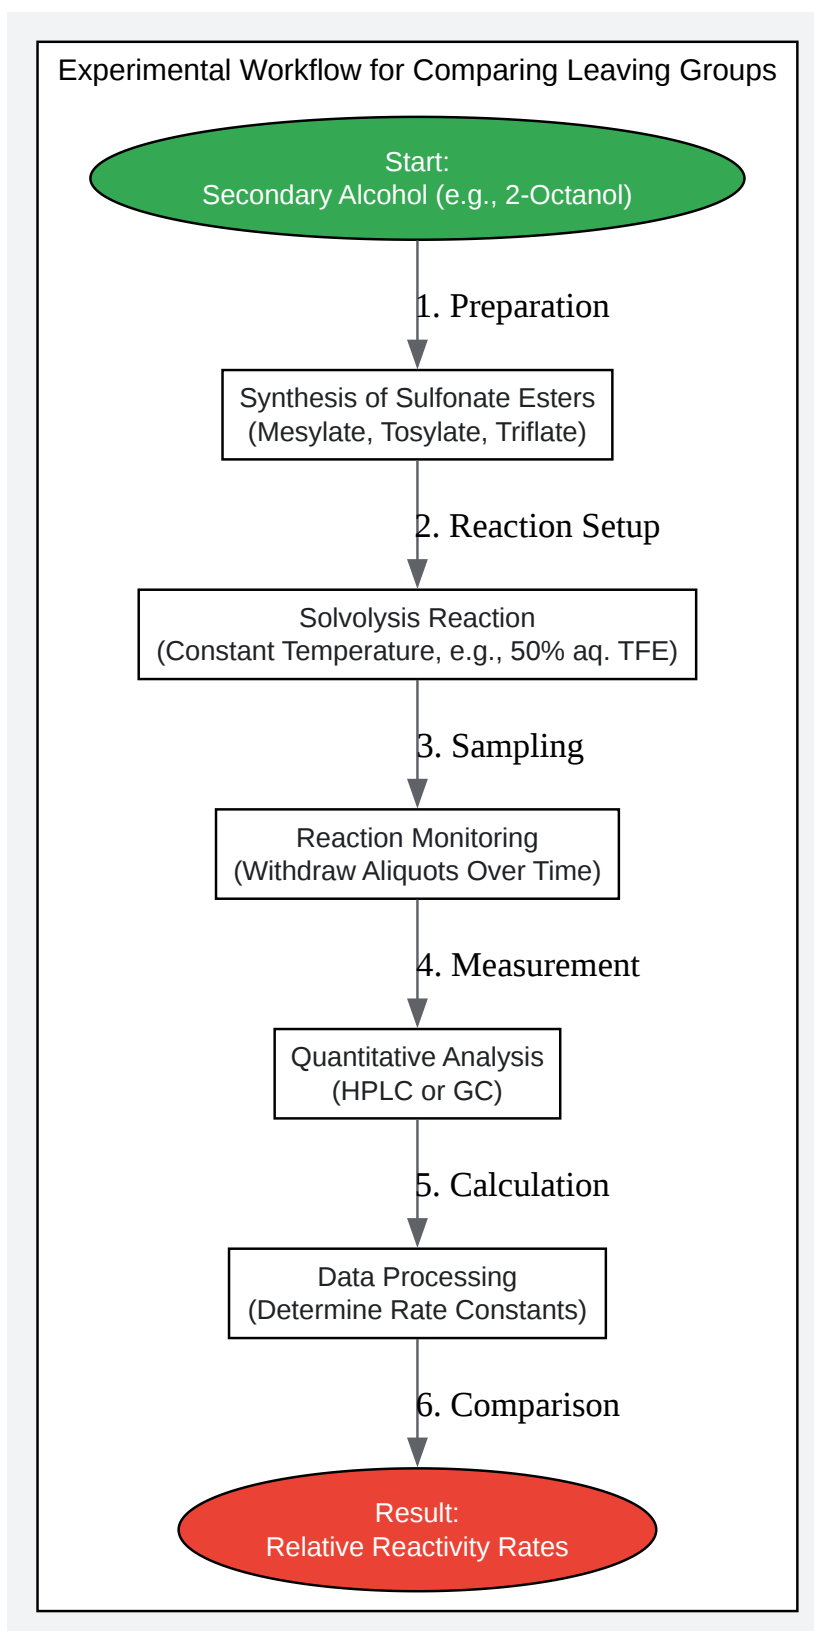 Experimental Workflow for Comparing Leaving Groups
Start:
Secondary Alcohol (e.g., 2-Octanol)
1. Preparation
Synthesis of Sulfonate Esters
(Mesylate, Tosylate, Triflate)
2. Reaction Setup
Solvolysis Reaction
(Constant Temperature, e.g., 50% aq. TFE)
3. Sampling
Reaction Monitoring
(Withdraw Aliquots Over Time)
4. Measurement
Quantitative Analysis
(HPLC or GC)
5. Calculation
Data Processing
(Determine Rate Constants)
6. Comparison
Result:
Relative Reactivity Rates